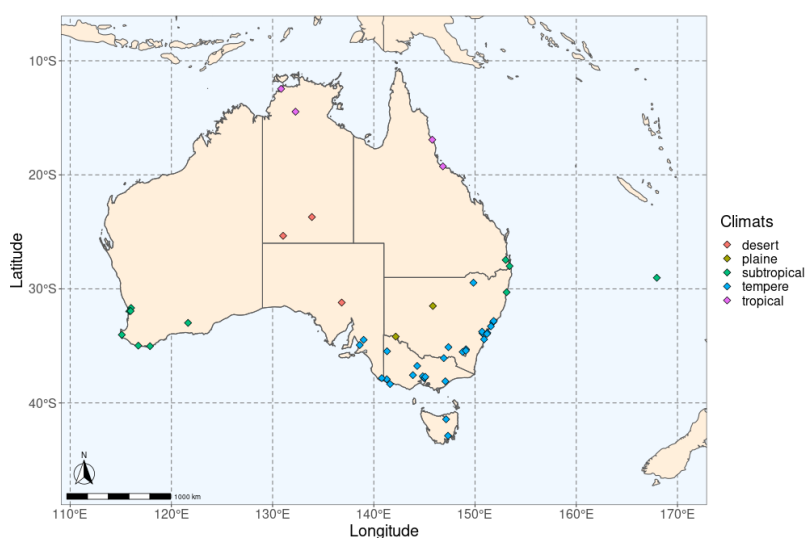 10°S
20°S
30°S
40°S
Latitude
N
1000 km
110°E
120°E
130°E
140°E
150°E
160°E
170°E
Longitude
Climats
desert
plaine
subtropical
tempere
tropical